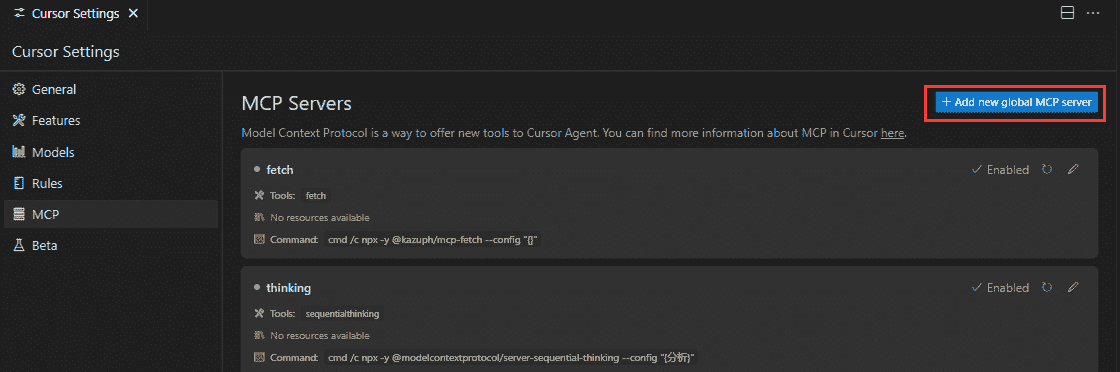 Cursor Settings
Cursor Settings
General
Features
Models
Rules
MCP
Beta
MCP Servers
+ Add new global MCP server
Model Context Protocol is a way to offer new tools to Cursor Agent. You can find more information about MCP in Cursor here.
fetch
Enabled
Tools: fetch
No resources available
Command: cmd /c npx -y @kazuph/mcp-fetch --config "{}"
thinking
Enabled
Tools: sequentialthinking
No resources available
Command: cmd /c npx -y @modelcontextprotocol/server-sequential-thinking --config "{分析}"